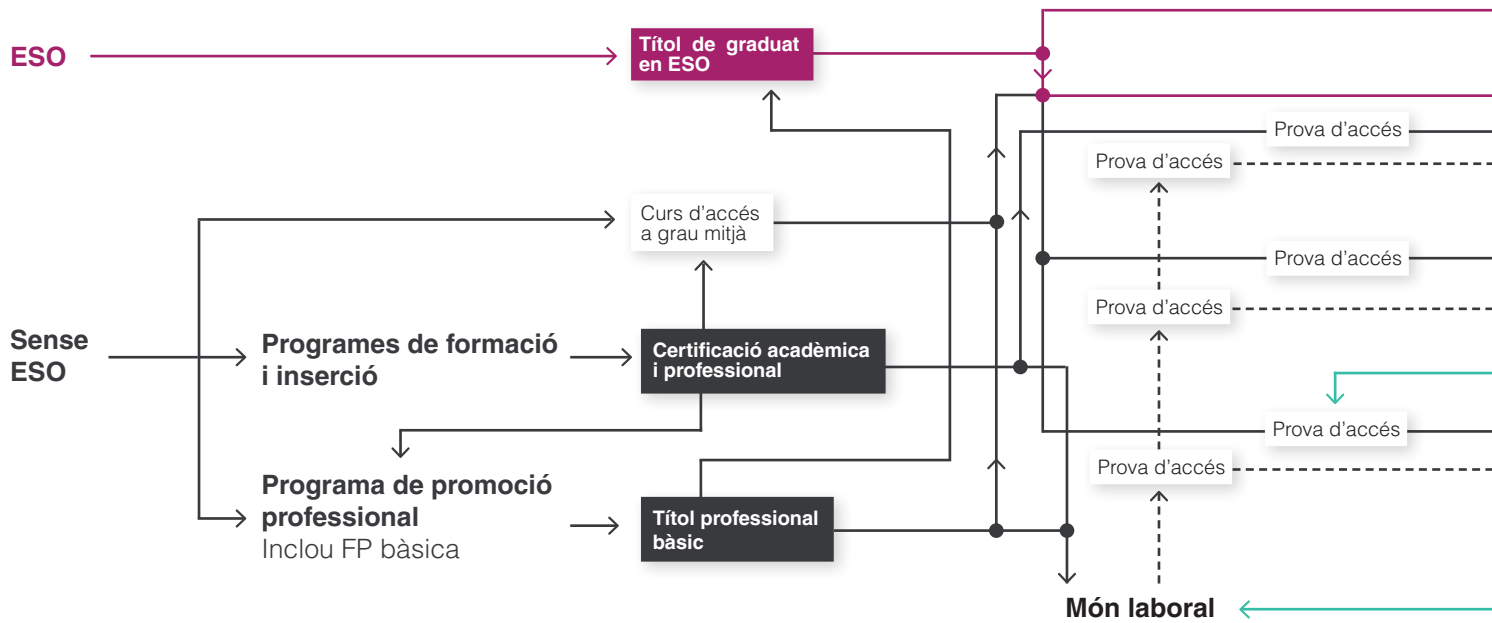 ESO
Títol de graduat
en ESO
Prova d'accés
Prova d'accés
Curs d'accés
a grau mitjà
Prova d'accés
Prova d'accés
Sense
ESO
Programes de formació
i inserció
Certificació acadèmica
i professional
Prova d'accés
Prova d'accés
Programa de promoció
professional
Inclou FP bàsica
Títol professional
bàsic
Món laboral